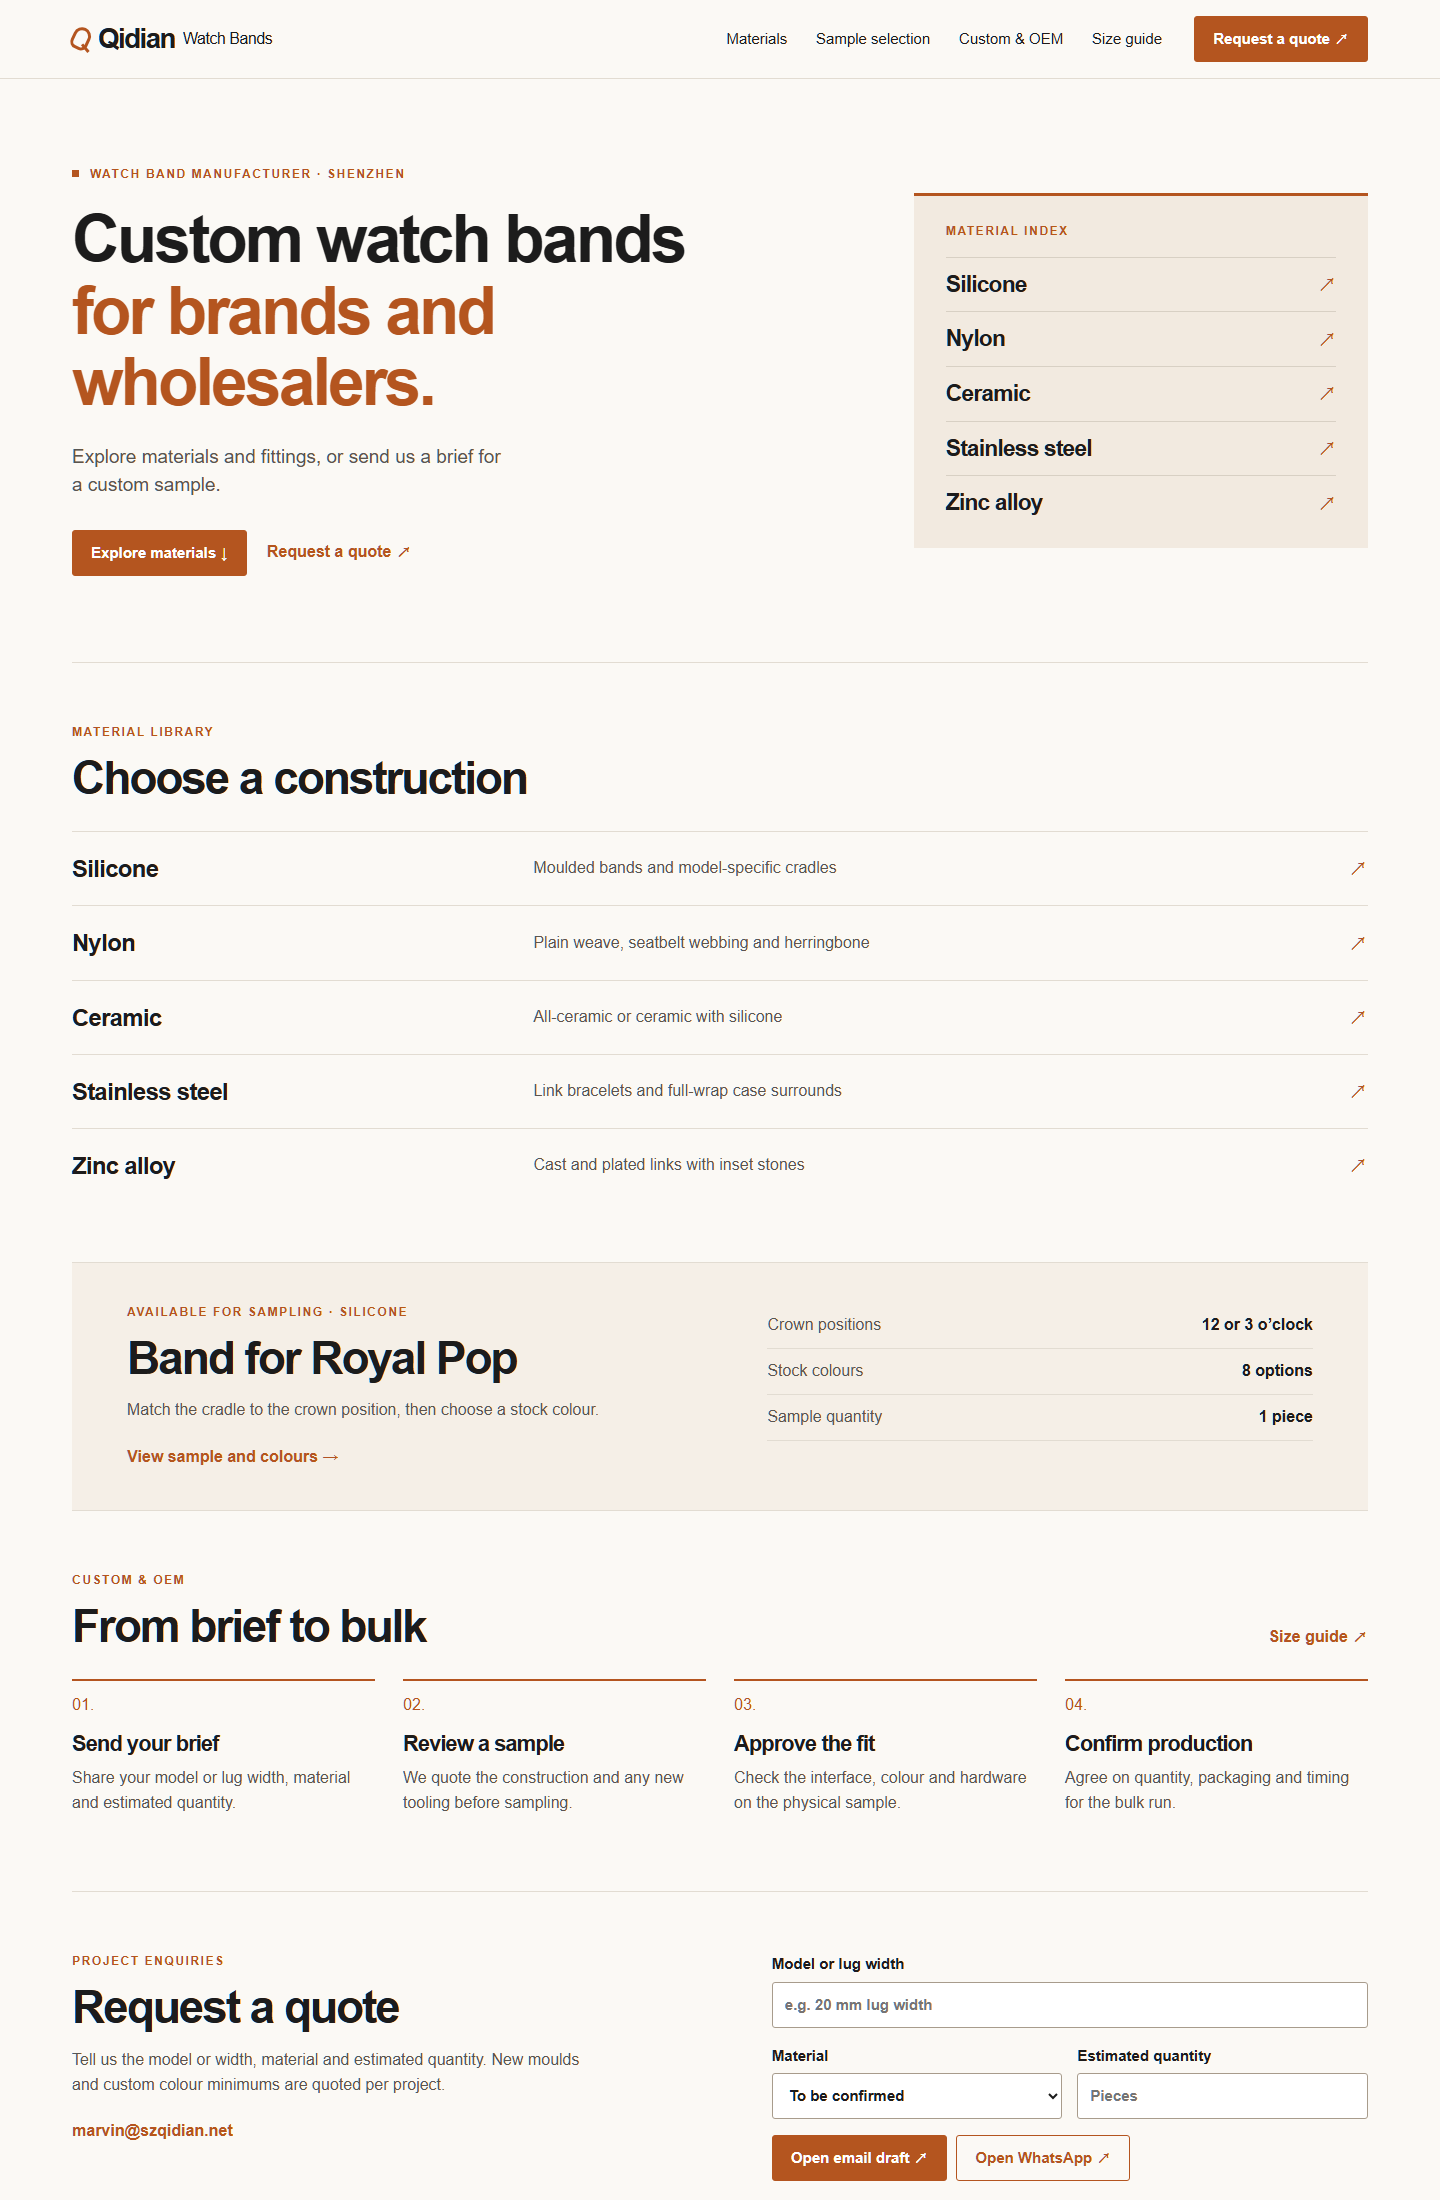 Qidian Watch Bands
Materials
Sample selection
Custom & OEM
Size guide
Request a quote ↗
WATCH BAND MANUFACTURER · SHENZHEN
Custom watch bands
for brands and
wholesalers.
Explore materials and fittings, or send us a brief for
a custom sample.
Explore materials ↓
Request a quote ↗
MATERIAL INDEX
Silicone ↗
Nylon ↗
Ceramic ↗
Stainless steel ↗
Zinc alloy ↗
MATERIAL LIBRARY
Choose a construction
Silicone
Moulded bands and model-specific cradles ↗
Nylon
Plain weave, seatbelt webbing and herringbone ↗
Ceramic
All-ceramic or ceramic with silicone ↗
Stainless steel
Link bracelets and full-wrap case surrounds ↗
Zinc alloy
Cast and plated links with inset stones ↗
AVAILABLE FOR SAMPLING · SILICONE
Band for Royal Pop
Match the cradle to the crown position, then choose a stock colour.
View sample and colours →
Crown positions 12 or 3 o’clock
Stock colours 8 options
Sample quantity 1 piece
CUSTOM & OEM
From brief to bulk
Size guide ↗
01.
Send your brief
Share your model or lug width, material
and estimated quantity.
02.
Review a sample
We quote the construction and any new
tooling before sampling.
03.
Approve the fit
Check the interface, colour and hardware
on the physical sample.
04.
Confirm production
Agree on quantity, packaging and timing
for the bulk run.
PROJECT ENQUIRIES
Request a quote
Tell us the model or width, material and estimated quantity. New moulds
and custom colour minimums are quoted per project.
marvin@szqidian.net
Model or lug width
e.g. 20 mm lug width
Material
To be confirmed
Estimated quantity
Pieces
Open email draft ↗
Open WhatsApp ↗